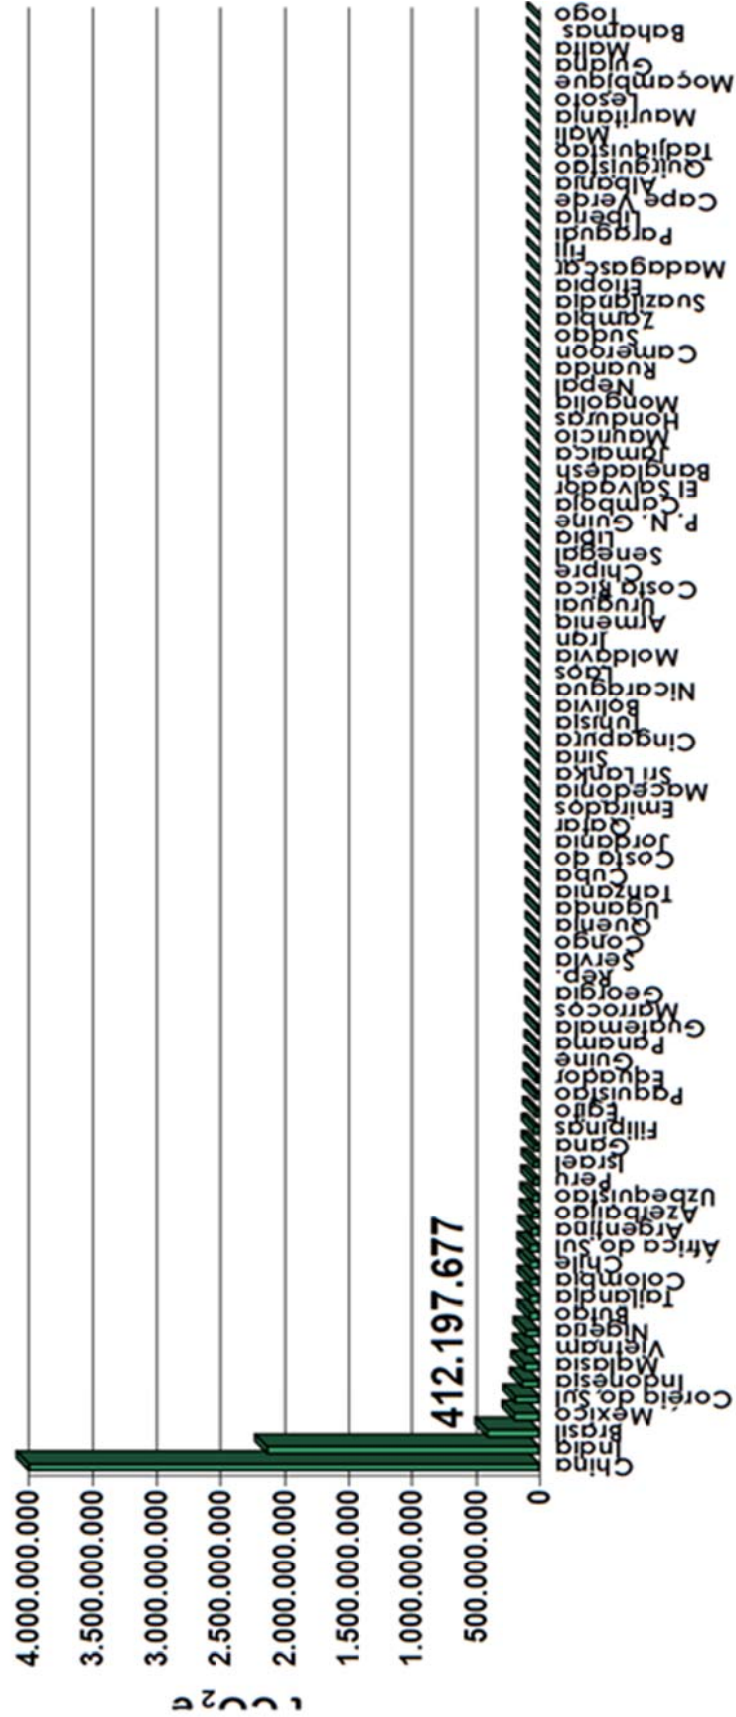 4.000.000.000
3.500.000.000
3.000.000.000
2.500.000.000
2.000.000.000
1.500.000.000
1.000.000.000
500.000.000
0
412.197.677
China
India
Brasil
México
Coréia do Sul
Indonésia
Malásia
Vietnam
Nigéria
Butão
Tailândia
Colômbia
Chile
África do Sul
Argentina
Azerbaijão
Uzbequistão
Peru
Israel
Gana
Filipinas
Egito
Paquistão
Equador
Guiné
Panamá
Guatemala
Marrocos
Geórgia
Rep.
Sérvia
Congo
Quênia
Uganda
Tanzânia
Cuba
Costa do
Jordânia
Qatar
Emirados
Macedônia
Sri Lanka
Síria
Cingapura
Tunísia
Bolívia
Nicarágua
Laos
Moldávia
Iran
Armênia
Uruguai
Costa Rica
Chipre
Senegal
Líbia
P. N. Guiné
Camboja
El Salvador
Bangladesh
Jamaica
Maurício
Honduras
Mongólia
Nepal
Ruanda
Cameroon
Sudão
Zâmbia
Suazilândia
Etiópia
Madagascar
Fiji
Paraguai
Libéria
Cape Verde
Albânia
Quirguistão
Tadjiquistão
Mali
Mauritânia
Lesoto
Moçambique
Guiana
Malta
Bahamas
Togo